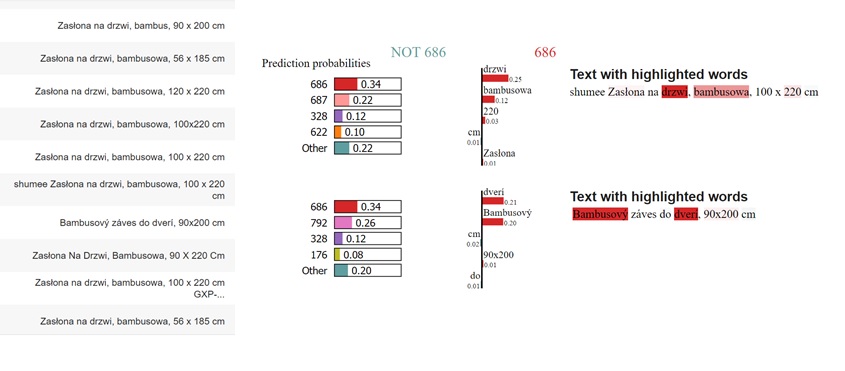 Zasłona na drzwi, bambus, 90 x 200 cm
Zasłona na drzwi, bambusowa, 56 x 185 cm
Zasłona na drzwi, bambusowa, 120 x 220 cm
Zasłona na drzwi, bambusowa, 100x220 cm
Zasłona na drzwi, bambusowa, 100 x 220 cm
shumee Zasłona na drzwi, bambusowa, 100 x 220
cm
Bambusový záves do dverí, 90x200 cm
Zasłona Na Drzwi, Bambusowa, 90 X 220 Cm
Zasłona na drzwi, bambusowa, 100 x 220 cm
GXP-...
Zasłona na drzwi, bambusowa, 56 x 185 cm
NOT 686
686
Prediction probabilities
686 0.34
687 0.22
328 0.12
622 0.10
Other 0.22
drzwi
0.25
bambusowa
0.12
220
0.03
cm
0.01
Zasłona
0.01
Text with highlighted words
shumee Zasłona na drzwi, bambusowa, 100 x 220 cm
686 0.34
792 0.26
328 0.12
176 0.08
Other 0.20
dverí
0.21
Bambusový
0.20
cm
0.02
90x200
0.01
do
0.01
Text with highlighted words
Bambusový záves do dverí, 90x200 cm